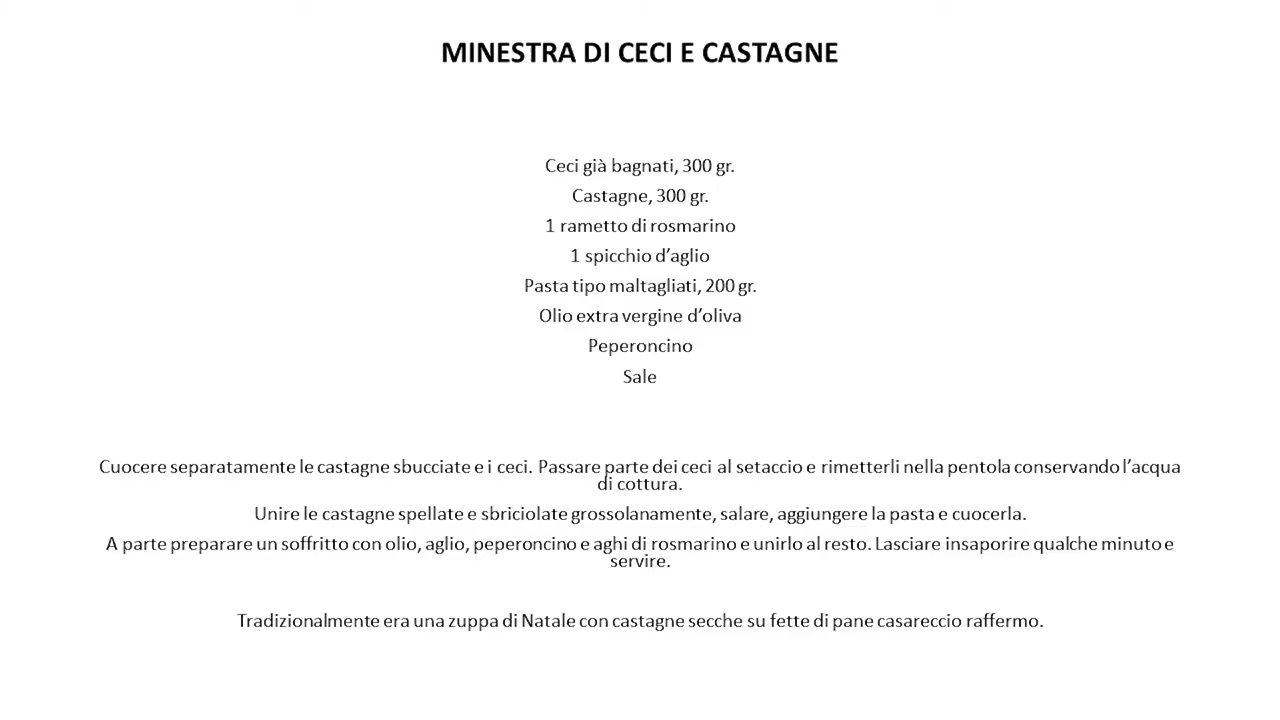 MINESTRA DI CECI E CASTAGNE
Ceci già bagnati, 300 gr.
Castagne, 300 gr.
1 rametto di rosmarino
1 spicchio d’aglio
Pasta tipo maltagliati, 200 gr.
Olio extra vergine d’oliva
Peperoncino
Sale
Cuocere separatamente le castagne sbucciate e i ceci. Passare parte dei ceci al setaccio e rimetterli nella pentola conservando l’acqua
di cottura.
Unire le castagne spellate e sbriciolate grossolanamente, salare, aggiungere la pasta e cuocerla.
A parte preparare un soffritto con olio, aglio, peperoncino e aghi di rosmarino e unirlo al resto. Lasciare insaporire qualche minuto e
servire.
Tradizionalmente era una zuppa di Natale con castagne secche su fette di pane casareccio raffermo.